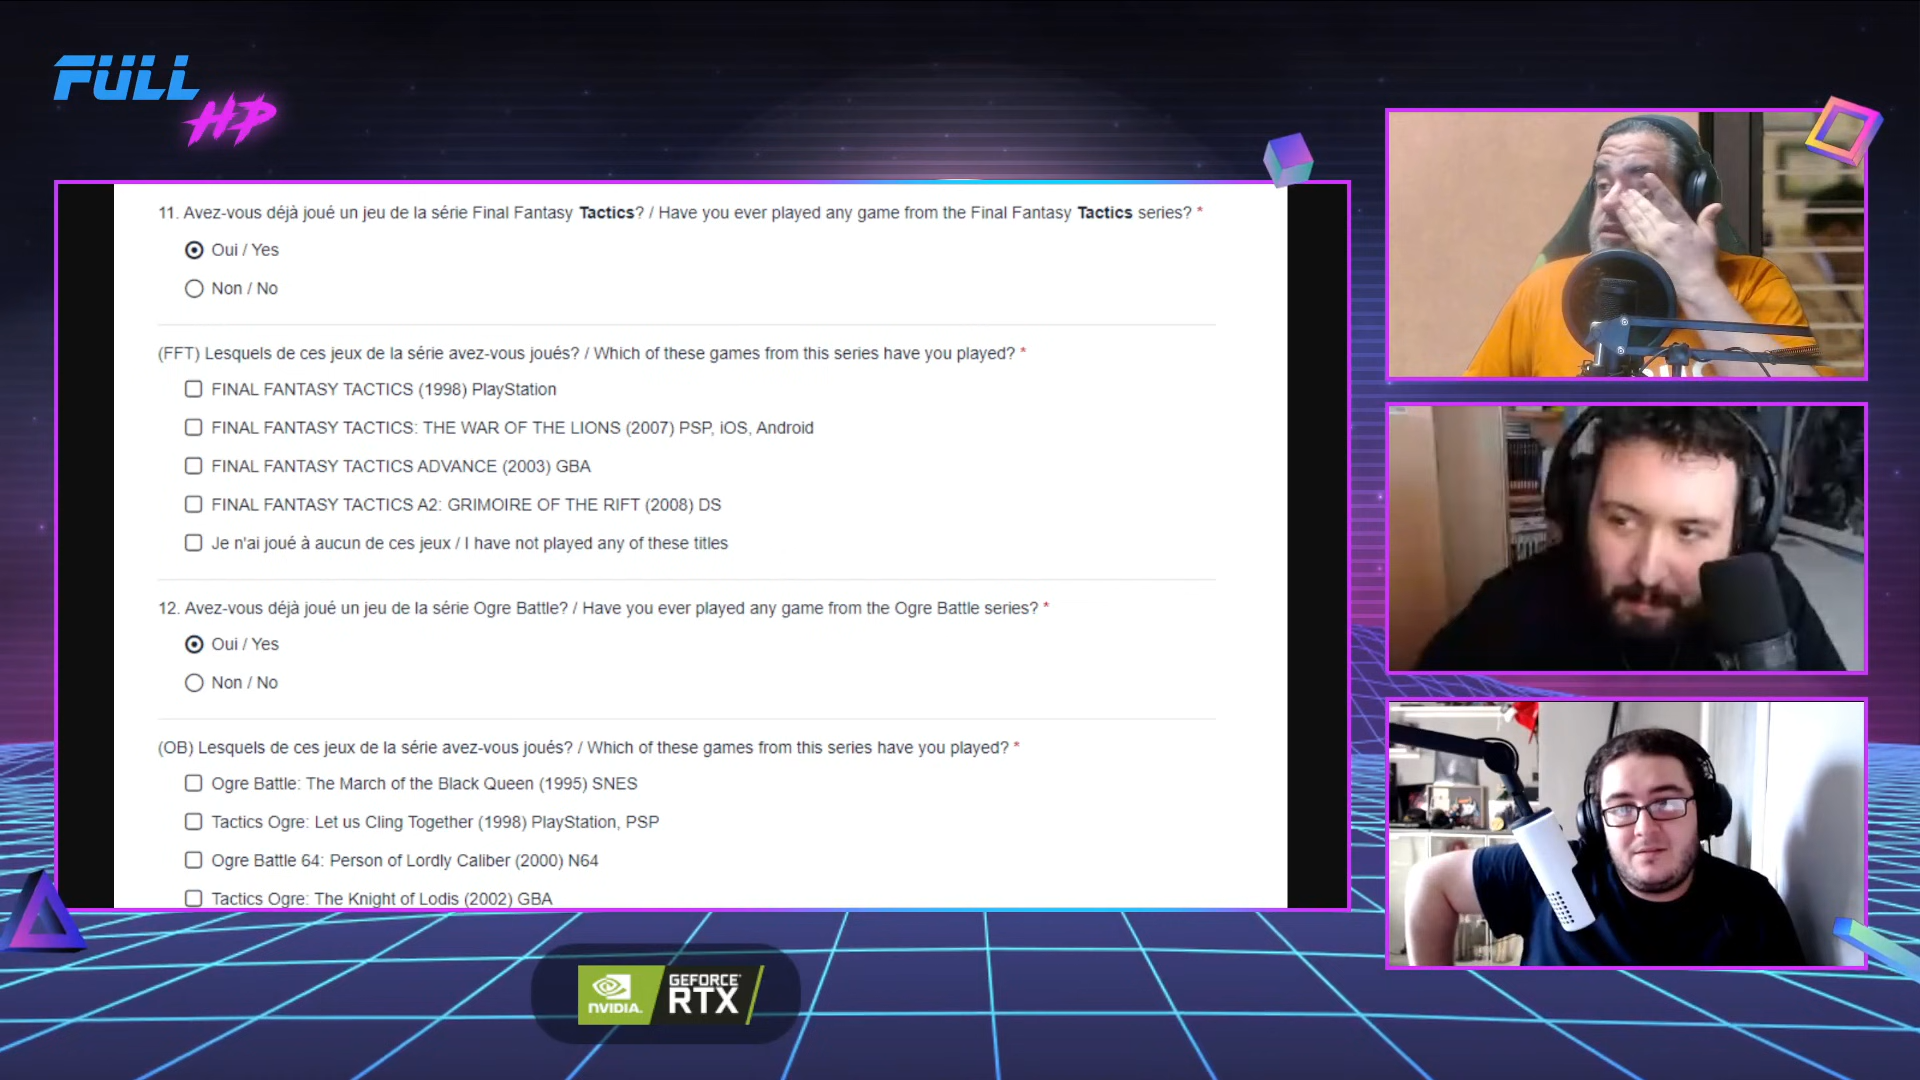 FULL
HP
11. Avez-vous déjà joué un jeu de la série Final Fantasy Tactics? / Have you ever played any game from the Final Fantasy Tactics series? *
Oui / Yes
Non / No
(FFT) Lesquels de ces jeux de la série avez-vous joués? / Which of these games from this series have you played? *
FINAL FANTASY TACTICS (1998) PlayStation
FINAL FANTASY TACTICS: THE WAR OF THE LIONS (2007) PSP, iOS, Android
FINAL FANTASY TACTICS ADVANCE (2003) GBA
FINAL FANTASY TACTICS A2: GRIMOIRE OF THE RIFT (2008) DS
Je n'ai joué à aucun de ces jeux / I have not played any of these titles
12. Avez-vous déjà joué un jeu de la série Ogre Battle? / Have you ever played any game from the Ogre Battle series? *
Oui / Yes
Non / No
(OB) Lesquels de ces jeux de la série avez-vous joués? / Which of these games from this series have you played? *
Ogre Battle: The March of the Black Queen (1995) SNES
Tactics Ogre: Let us Cling Together (1998) PlayStation, PSP
Ogre Battle 64: Person of Lordly Caliber (2000) N64
Tactics Ogre: The Knight of Lodis (2002) GBA
NVIDIA.
GEFORCE
RTX